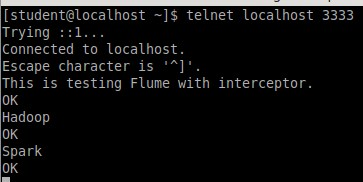 [student@localhost ~]$ telnet localhost 3333
Trying ::1...
Connected to localhost.
Escape character is '^]'.
This is testing Flume with interceptor.
OK
Hadoop
OK
Spark
OK